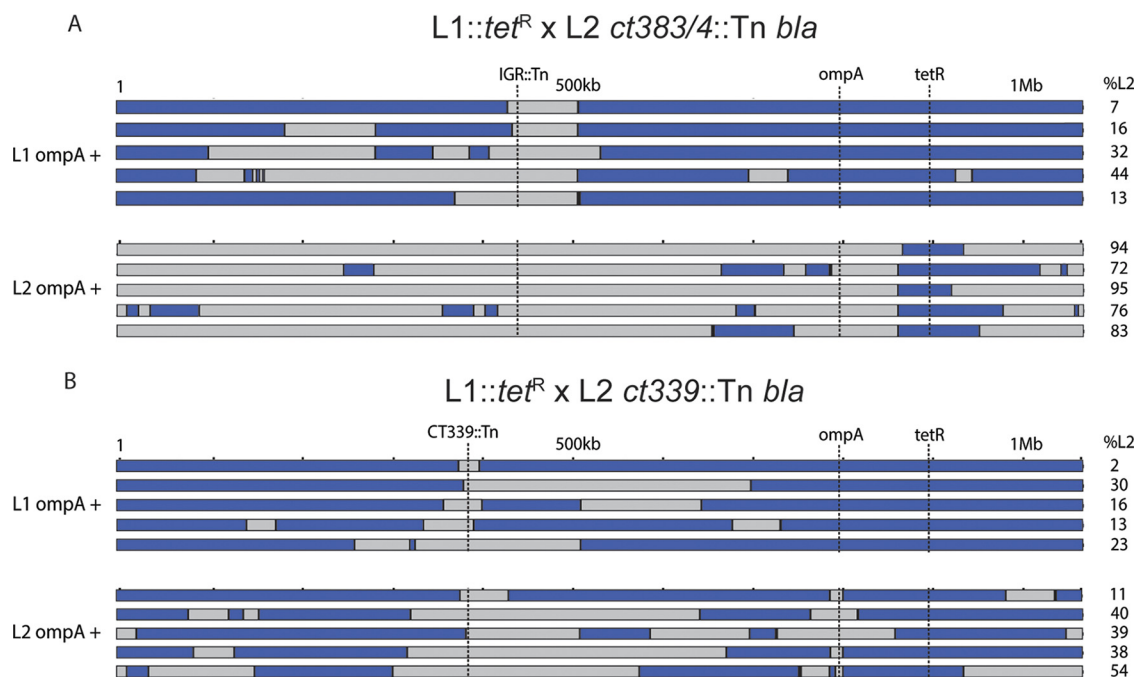 A
L1::tetR x L2 ct383/4::Tn bla
1 IGR::Tn 500kb ompA tetR 1Mb %L2
7
16
L1 ompA + 32
44
13
94
72
L2 ompA + 95
76
83
B
L1::tetR x L2 ct339::Tn bla
1 CT339::Tn 500kb ompA tetR 1Mb %L2
2
30
L1 ompA + 16
13
23
11
40
L2 ompA + 39
38
54